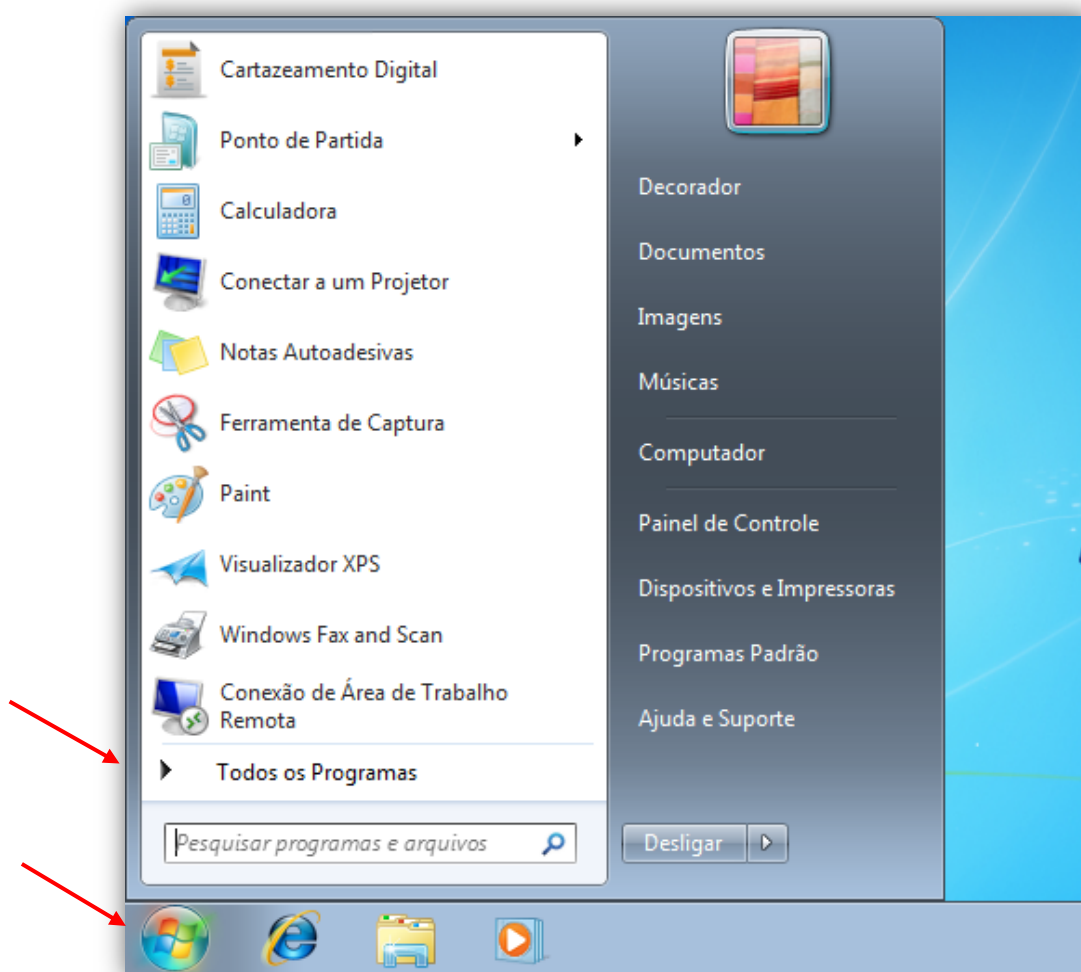 Cartazeamento Digital
Ponto de Partida
Calculadora
Conectar a um Projetor
Notas Autoadesivas
Ferramenta de Captura
Paint
Visualizador XPS
Windows Fax and Scan
Conexão de Área de Trabalho
Remota
Todos os Programas
Pesquisar programas e arquivos
Decorador
Documentos
Imagens
Músicas
Computador
Painel de Controle
Dispositivos e Impressoras
Programas Padrão
Ajuda e Suporte
Desligar